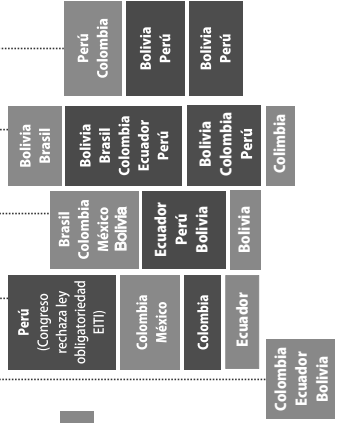 Perú
Colombia
Bolivia
Perú
Bolivia
Perú
Bolivia
Brasil
Bolivia
Brasil
Colombia
Ecuador
Perú
Bolivia
Colombia
Perú
Colimbia
Brasil
Colombia
México
Bolivia
Ecuador
Perú
Bolivia
Bolivia
Perú
(Congreso
rechaza ley
obligatoriedad
EITI)
Colombia
México
Colombia
Ecuador
Colombia
Ecuador
Bolivia